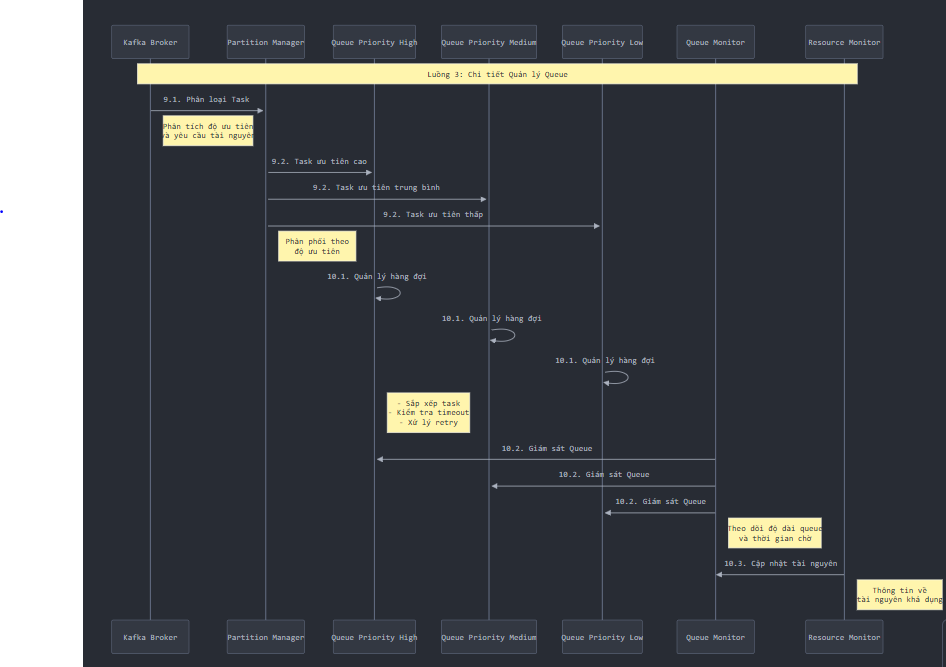 Kafka Broker
Partition Manager
Queue Priority High
Queue Priority Medium
Queue Priority Low
Queue Monitor
Resource Monitor
Luồng 3: Chi tiết Quản lý Queue
9.1. Phân loại Task
Phân tích độ ưu tiên
và yêu cầu tài nguyên
9.2. Task ưu tiên cao
9.2. Task ưu tiên trung bình
9.2. Task ưu tiên thấp
Phân phối theo
độ ưu tiên
10.1. Quản lý hàng đợi
10.1. Quản lý hàng đợi
10.1. Quản lý hàng đợi
- Sắp xếp task
- Kiểm tra timeout
- Xử lý retry
10.2. Giám sát Queue
10.2. Giám sát Queue
10.2. Giám sát Queue
Theo dõi độ dài queue
và thời gian chờ
10.3. Cập nhật tài nguyên
Thông tin về
tài nguyên khả dụng
Kafka Broker
Partition Manager
Queue Priority High
Queue Priority Medium
Queue Priority Low
Queue Monitor
Resource Monitor